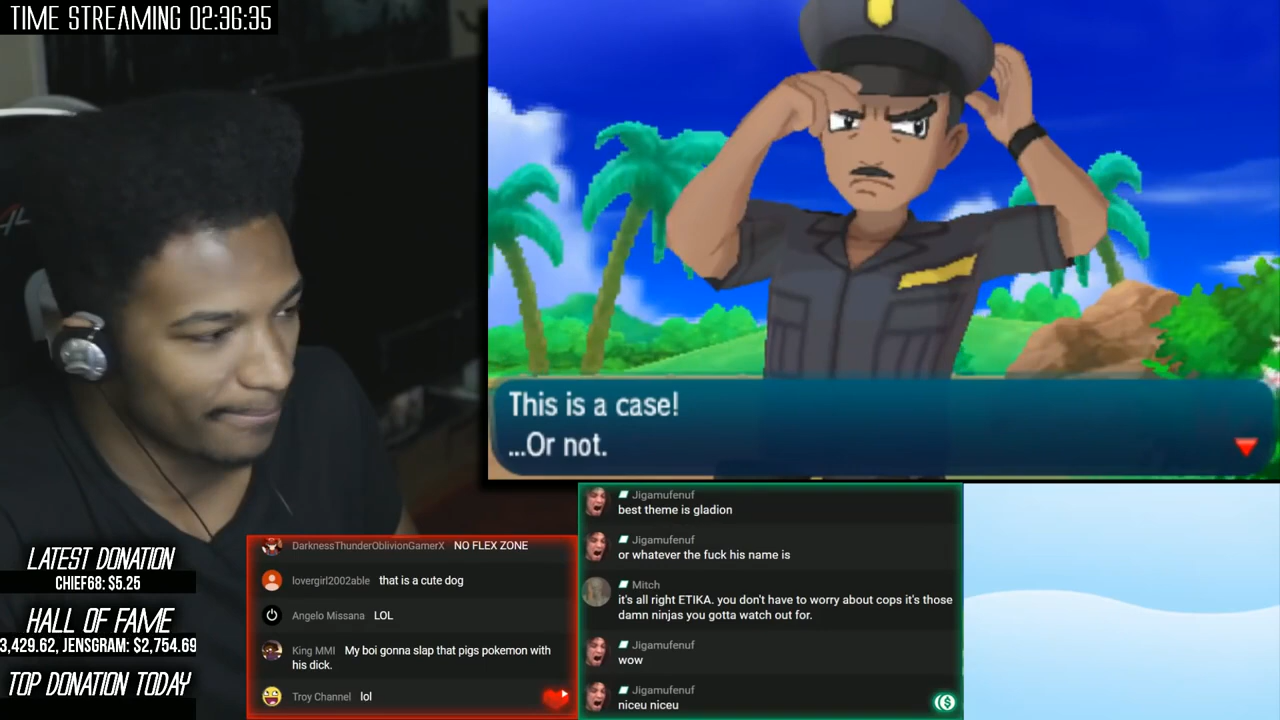 TIME STREAMING 02:36:35
This is a case!
...Or not.
LATEST DONATION
CHIEF68: $5.25
HALL OF FAME
3,429.62, JENSGRAM: $2,754.69
TOP DONATION TODAY
DarknessThunderOblivionGamerX NO FLEX ZONE
lovergirl2002able that is a cute dog
Angelo Missana LOL
King MMI My boi gonna slap that pigs pokemon with
his dick.
Troy Channel lol
Jigamufenuf
best theme is gladion
Jigamufenuf
or whatever the fuck his name is
Mitch
it's all right ETIKA. you don't have to worry about cops it's those
damn ninjas you gotta watch out for.
Jigamufenuf
wow
Jigamufenuf
niceu niceu